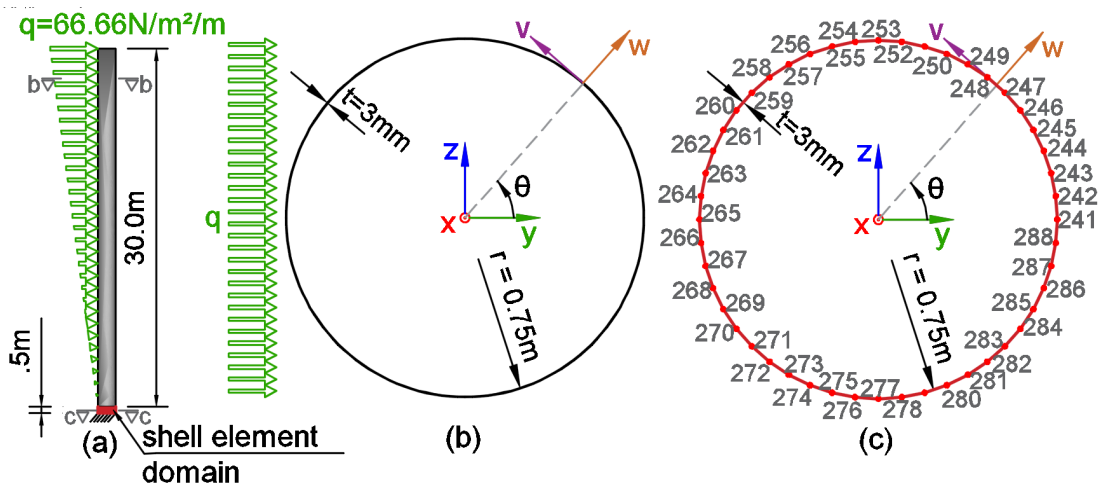 q=66.66N/m²/m
b
b
30.0m
.5m
c
c
(a)
shell element
domain
q
v
w
t=3mm
z
θ
x
y
r = 0.75m
(b)
253
254
252
255
256
250
257
249
258
248
259
247
260
246
261
245
262
244
263
243
264
242
265
241
266
288
267
287
268
286
269
285
270
284
271
283
272
282
273
281
274
280
275
276
277
278
v
w
t=3mm
z
θ
x
y
r = 0.75m
(c)